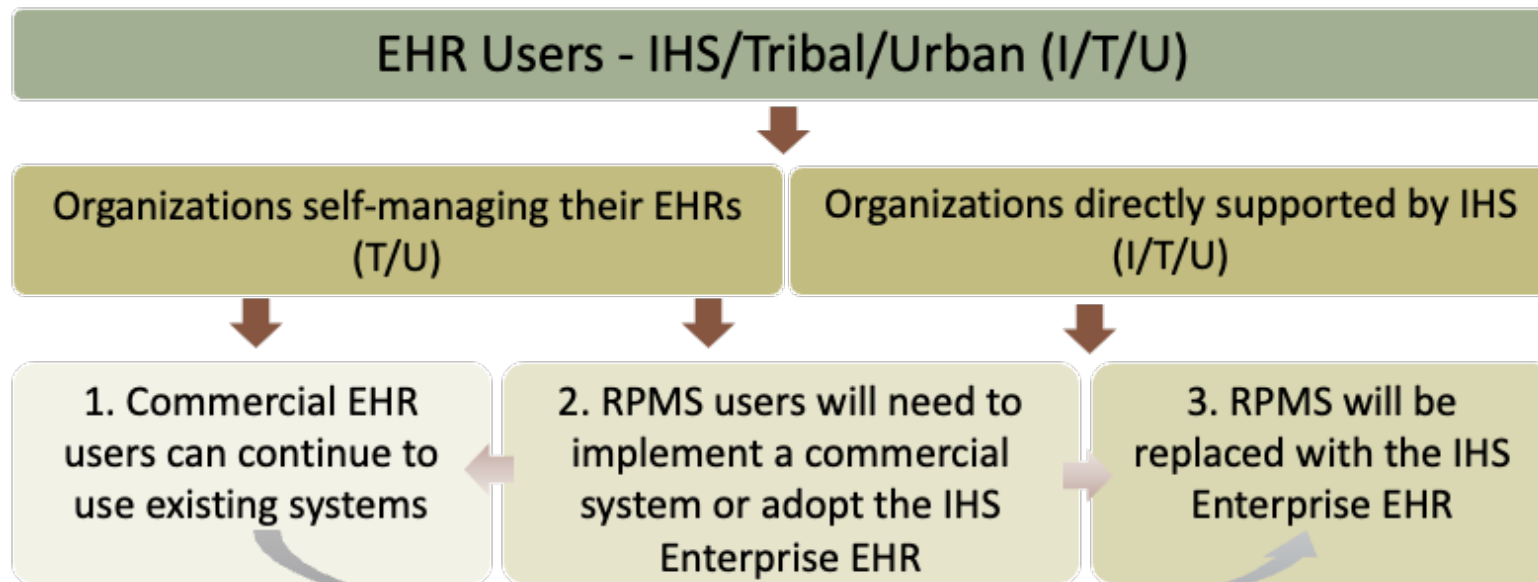 EHR Users - IHS/Tribal/Urban (I/T/U)
Organizations self-managing their EHRs
(T/U)
Organizations directly supported by IHS
(I/T/U)
1. Commercial EHR
users can continue to
use existing systems
2. RPMS users will need to
implement a commercial
system or adopt the IHS
Enterprise EHR
3. RPMS will be
replaced with the IHS
Enterprise EHR